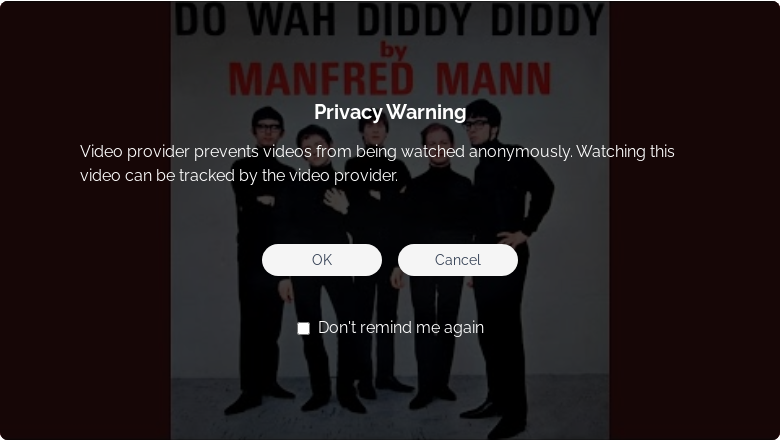 DO WAH DIDDY DIDDY
by
MANFRED MANN
Privacy Warning
Video provider prevents videos from being watched anonymously. Watching this
video can be tracked by the video provider.
OK
Cancel
Don't remind me again